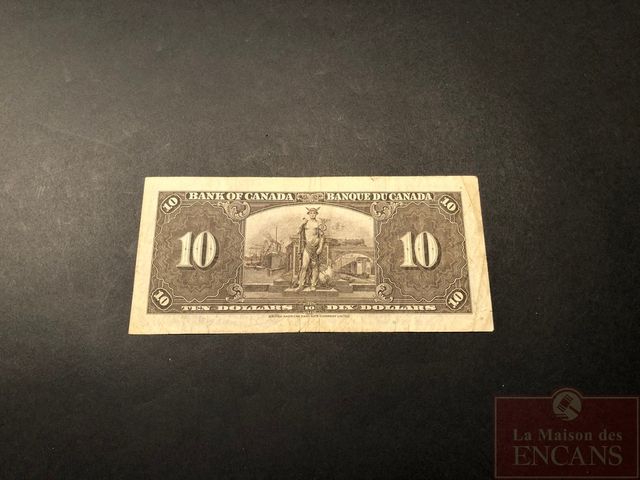 BANK OF CANADA BANQUE DU CANADA
10 10
10 10
10 10
TEN DOLLARS 10 DIX DOLLARS
La Maison des
ENCANS